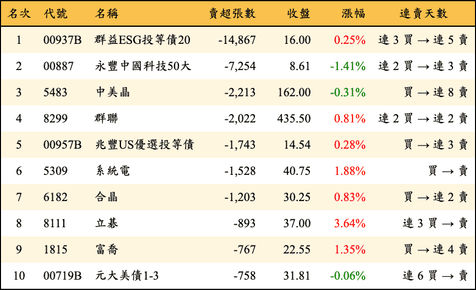 名次 代號 名稱 賣超張數 收盤 漲幅 連賣天數
1 00937B 群益ESG投等債20 -14,867 16.00 0.25% 連 3 買 → 連 5 賣
2 00887 永豐中國科技50大 -7,254 8.61 -1.41% 連 2 買 → 連 3 賣
3 5483 中美晶 -2,213 162.00 -0.31% 買 → 連 8 賣
4 8299 群聯 -2,022 435.50 0.81% 連 2 買 → 連 2 賣
5 00957B 兆豐US優選投等債 -1,743 14.54 0.28% 買 → 連 3 賣
6 5309 系統電 -1,528 40.75 1.88% 買 → 賣
7 6182 合晶 -1,203 30.25 0.83% 買 → 連 2 賣
8 8111 立碁 -893 37.00 3.64% 連 3 買 → 賣
9 1815 富喬 -767 22.55 1.35% 買 → 連 4 賣
10 00719B 元大美債1-3 -758 31.81 -0.06% 連 6 買 → 賣